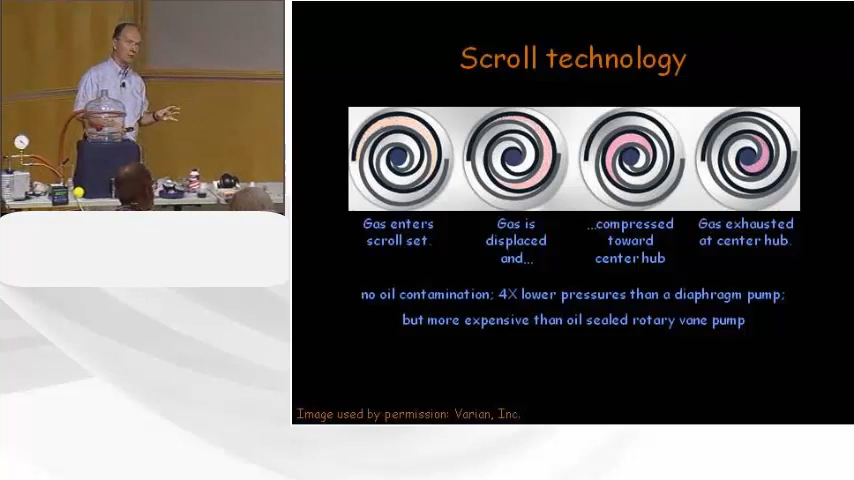 Scroll technology
Gas enters
scroll set.
Gas is
displaced
and...
...compressed
toward
center hub
Gas exhausted
at center hub.
no oil contamination; 4X lower pressures than a diaphragm pump;
but more expensive than oil sealed rotary vane pump
Image used by permission: Varian, Inc.